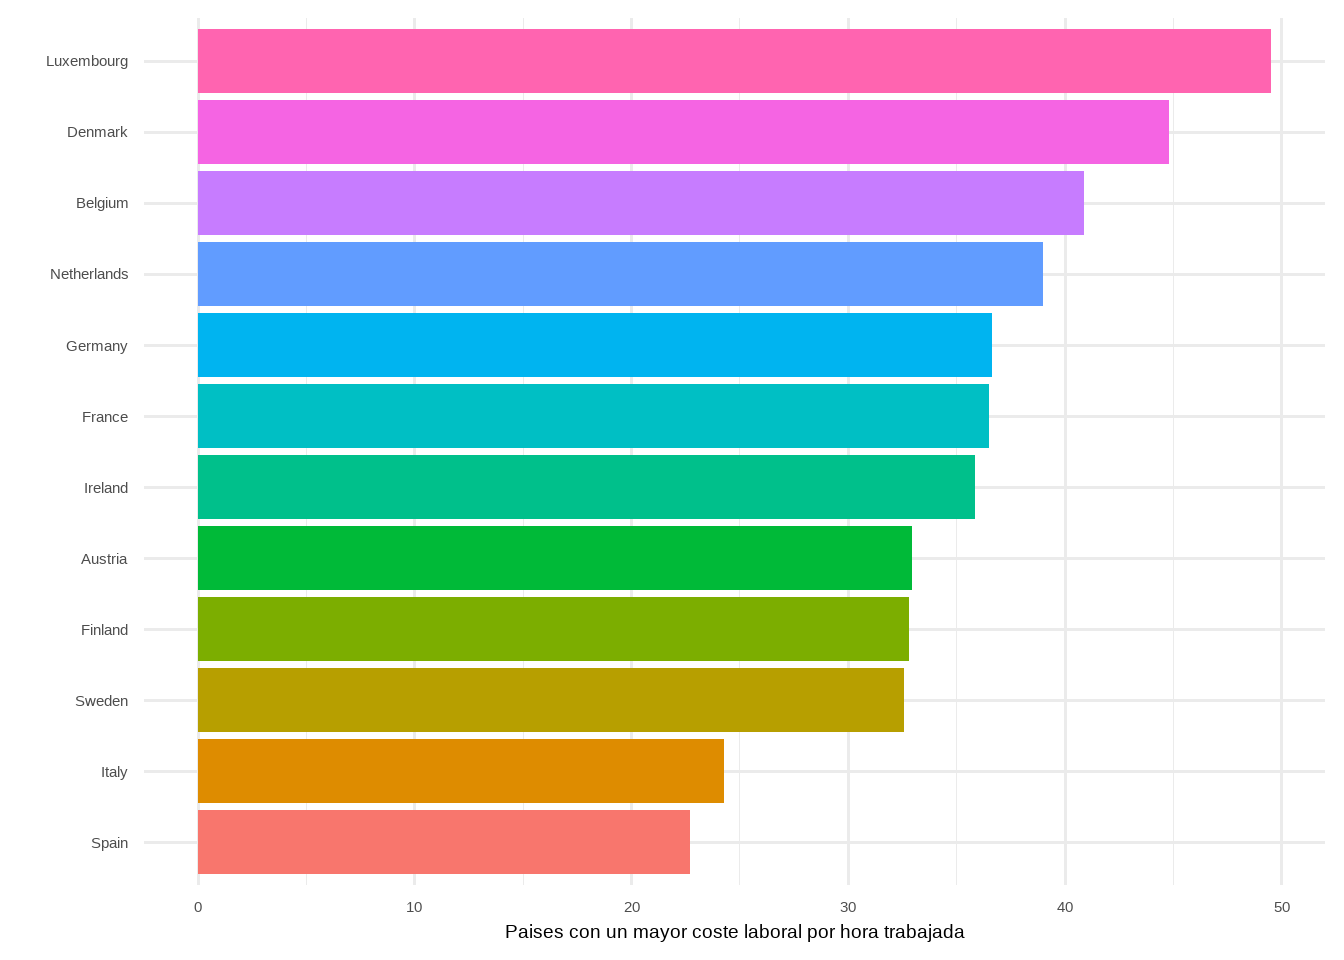 Luxembourg
Denmark
Belgium
Netherlands
Germany
France
Ireland
Austria
Finland
Sweden
Italy
Spain
0 10 20 30 40 50
Paises con un mayor coste laboral por hora trabajada